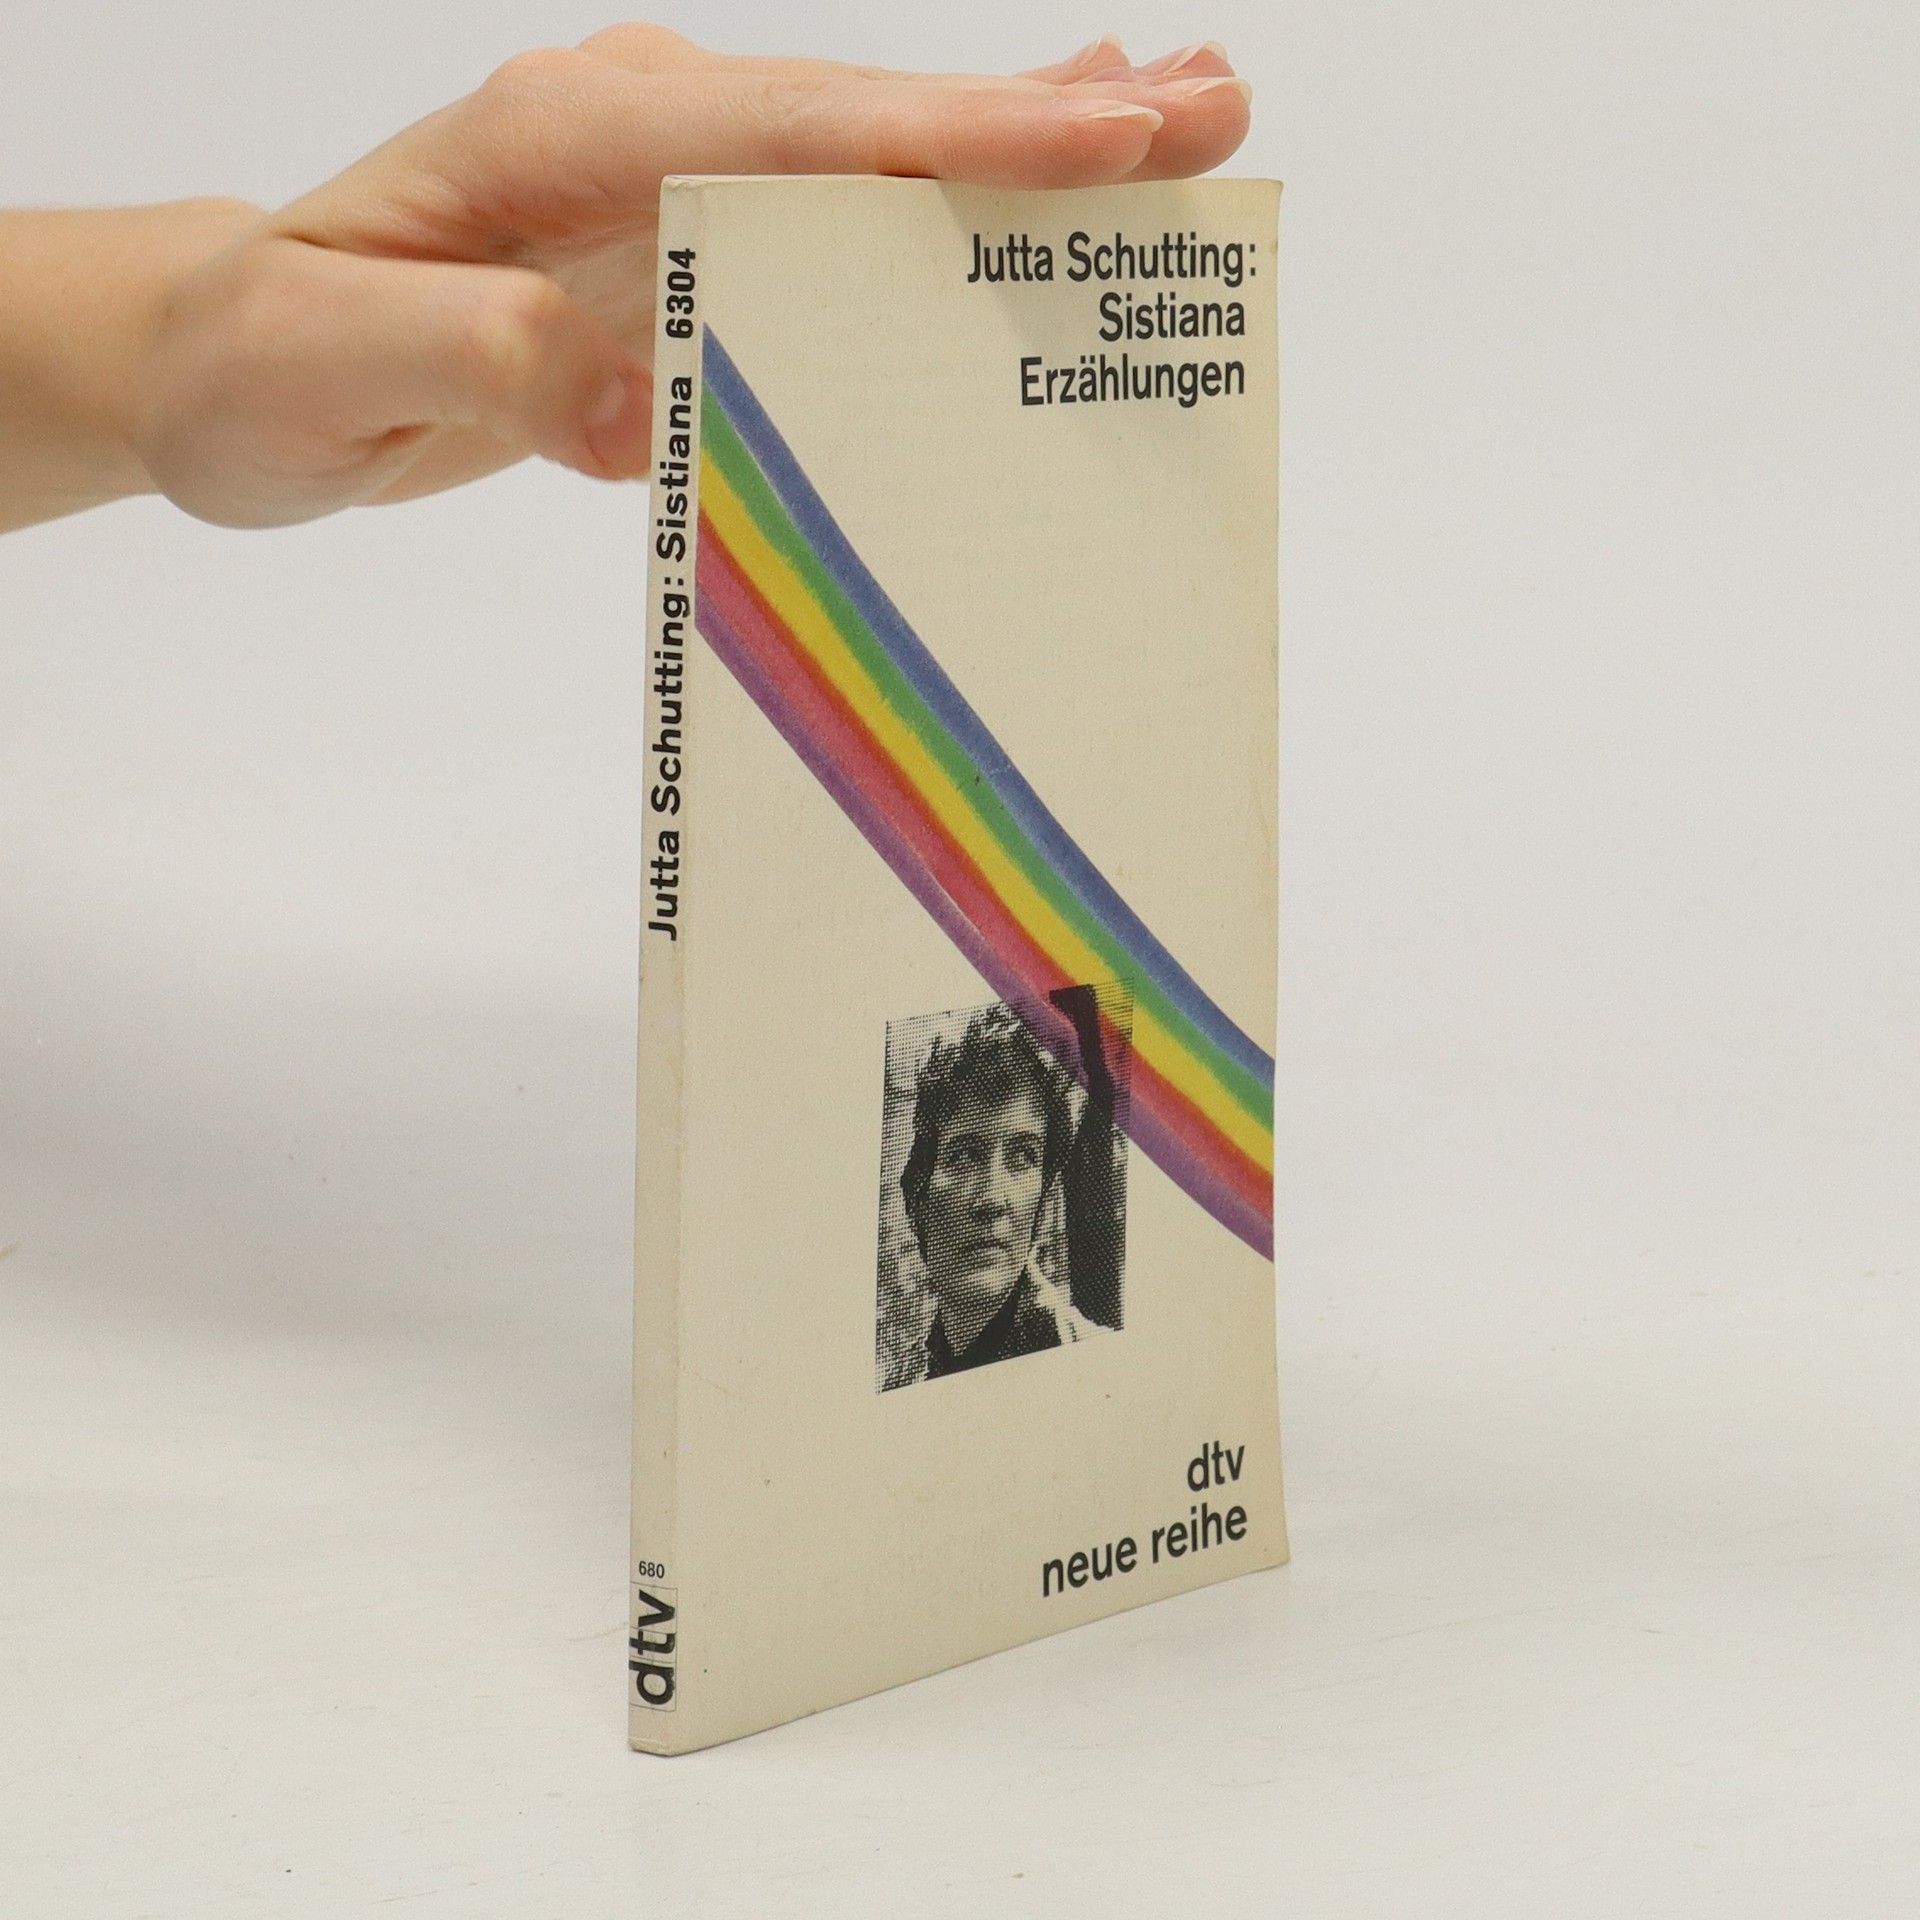 Jutta Schutting:
Sistiana
Erzählungen
dtv
neue reihe
Jutta Schutting: Sistiana 6304
680
dtv